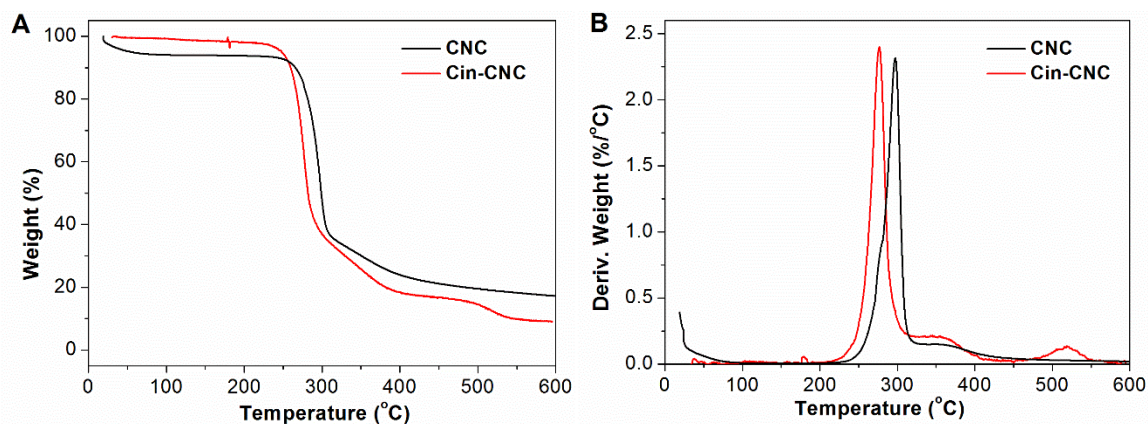 A
CNC
Cin-CNC
100
80
60
40
20
0
Weight (%)
0 100 200 300 400 500 600
Temperature (°C)
B
CNC
Cin-CNC
2.5
2.0
1.5
1.0
0.5
0.0
Deriv. Weight (%/°C)
0 100 200 300 400 500 600
Temperature (°C)